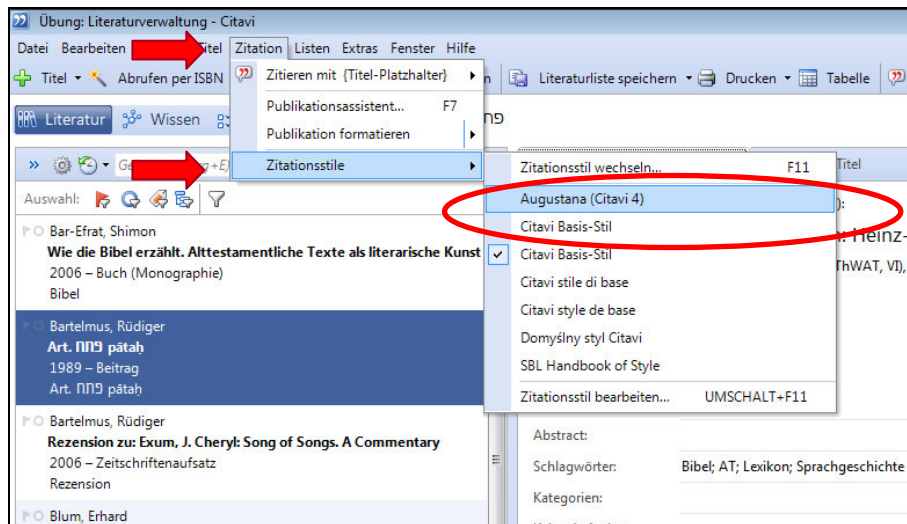 Übung: Literaturverwaltung - Citavi
Datei Bearbeiten Titel Zitation Listen Extras Fenster Hilfe
Titel Abrufen per ISBN Literaturliste speichern Drucken Tabelle
Zitieren mit {Titel-Platzhalter}
Publikationsassistent... F7
Publikation formatieren
Zitationsstile
Literatur Wissen
Zitationsstil wechseln... F11
Augustana (Citavi 4)
Citavi Basis-Stil
Citavi Basis-Stil
Citavi stile di base
Citavi style de base
Domyślny styl Citavi
SBL Handbook of Style
Zitationsstil bearbeiten... UMSCHALT+F11
Titel
Heinz-
ThWAT, VI),
Auswahl:
Bar-Efrat, Shimon
Wie die Bibel erzählt. Alttestamentliche Texte als literarische Kunst
2006 – Buch (Monographie)
Bibel
Bartelmus, Rüdiger
Art. פתח pātaḥ
1989 – Beitrag
Art. פתח pātaḥ
Bartelmus, Rüdiger
Rezension zu: Exum, J. Cheryl: Song of Songs. A Commentary
2006 – Zeitschriftenaufsatz
Rezension
Blum, Erhard
Abstract:
Schlagwörter: Bibel; AT; Lexikon; Sprachgeschichte
Kategorien: